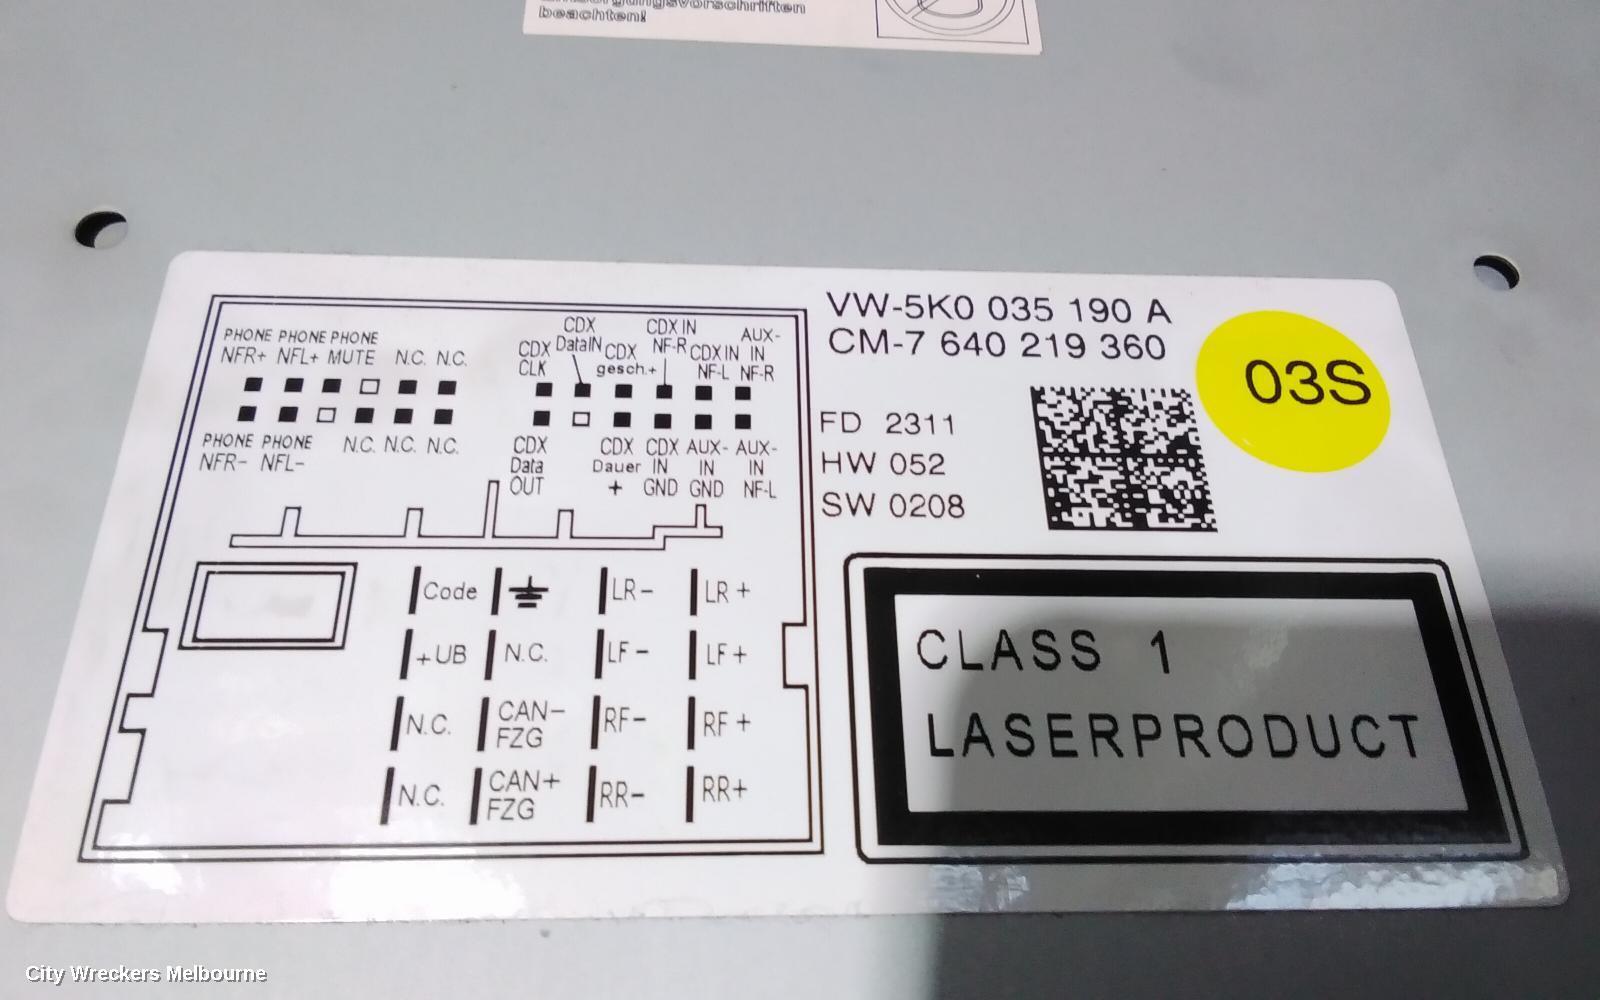 beachten!
PHONE PHONE PHONE
NFR+ NFL+ MUTE N.C. N.C.
PHONE PHONE
NFR- NFL-
N.C. N.C. N.C.
CDX
CLK
CDX
DataIN
CDX
gesch.+
CDX IN
NF-R
CDX IN
NF-L
AUX-
IN
NF-R
CDX
Data
OUT
CDX
Dauer
+
CDX
IN
GND
AUX-
IN
GND
AUX-
IN
NF-L
Code LR- LR+
+UB N.C. LF- LF+
N.C. CAN-
FZG RF- RF+
N.C. CAN+
FZG RR- RR+
VW-5K0 035 190 A
CM-7 640 219 360
FD 2311
HW 052
SW 0208
03S
CLASS 1
LASERPRODUCT
City Wreckers Melbourne